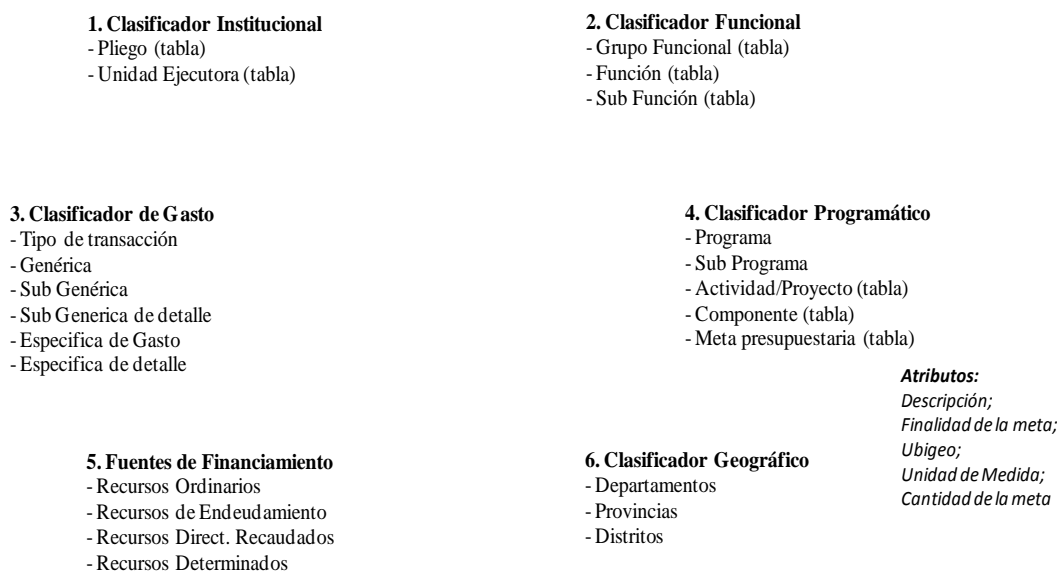 1. Clasificador Institucional
- Pliego (tabla)
- Unidad Ejecutora (tabla)
2. Clasificador Funcional
- Grupo Funcional (tabla)
- Función (tabla)
- Sub Función (tabla)
3. Clasificador de Gasto
- Tipo de transacción
- Genérica
- Sub Genérica
- Sub Generica de detalle
- Especifica de Gasto
- Especifica de detalle
4. Clasificador Programático
- Programa
- Sub Programa
- Actividad/Proyecto (tabla)
- Componente (tabla)
- Meta presupuestaria (tabla)
Atributos:
Descripción;
Finalidad de la meta;
Ubigeo;
Unidad de Medida;
Cantidad de la meta
5. Fuentes de Financiamiento
- Recursos Ordinarios
- Recursos de Endeudamiento
- Recursos Direct. Recaudados
- Recursos Determinados
6. Clasificador Geográfico
- Departamentos
- Provincias
- Distritos